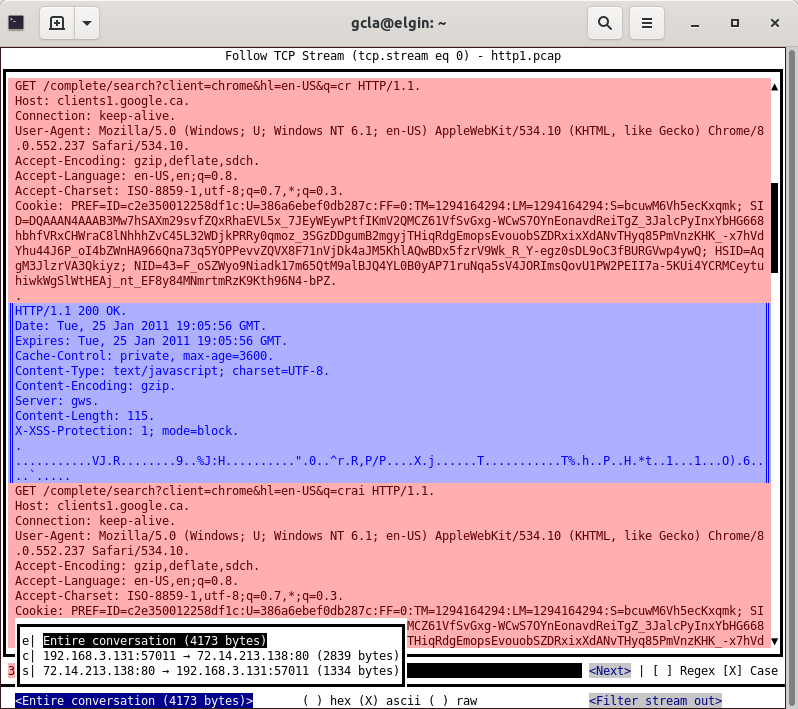 gcla@elgin: ~
Follow TCP Stream (tcp.stream eq 0) - http1.pcap
GET /complete/search?client=chrome&hl=en-US&q=cr HTTP/1.1.
Host: clients1.google.ca.
Connection: keep-alive.
User-Agent: Mozilla/5.0 (Windows; U; Windows NT 6.1; en-US) AppleWebKit/534.10 (KHTML, like Gecko) Chrome/8
.0.552.237 Safari/534.10.
Accept-Encoding: gzip,deflate,sdch.
Accept-Language: en-US,en;q=0.8.
Accept-Charset: ISO-8859-1,utf-8;q=0.7,*;q=0.3.
Cookie: PREF=ID=c2e350012258df1c:U=386a6ebef0db287c:FF=0:TM=1294164294:LM=1294164294:S=bcuwM6Vh5ecKxqmk; SI
D=DQAAAN4AAAB3Mw7hSAXm29svfZQxRhaEVL5x_7JEyWEywPtfIKmV2QMCZ61VfSvGxg-WCwS7OYnEonavdReiTgZ_3JalcPyInxYbHG668
hbhfVRxCHWraC8lNhhhZvC45L32WDjkPRRy0qmoz_3SGzDDgumB2mgyjTHiqRdgEmopsEvouobSZDRxixXdANvTHyq85PmVnzKHK_-x7hVd
Yhu44J6P_oI4bZWnHA966Qna73q5YOPPevvZQVX8F71nVjDk4aJM5KhlAQwBDx5fzrV9Wk_R_Y-egz0sDL9oC3fBURGVwp4ywQ; HSID=Aq
gM3JlzrVA3Qkiyz; NID=43=F_oSZWyo9Niadk17m65QtM9alBJQ4YL0B0yAP71ruNqa5sV4JORImsQovU1PW2PEII7a-5KUi4YCRMCeytu
hiwkWgSlWtHEAj_nt_EF8y84MNmrtmRzK9Kth96N4-bPZ.
.
HTTP/1.1 200 OK.
Date: Tue, 25 Jan 2011 19:05:56 GMT.
Expires: Tue, 25 Jan 2011 19:05:56 GMT.
Cache-Control: private, max-age=3600.
Content-Type: text/javascript; charset=UTF-8.
Content-Encoding: gzip.
Server: gws.
Content-Length: 115.
X-XSS-Protection: 1; mode=block.
.
...........VJ.R........9..%J:H..........".0..^r.R,P/P....X.j......T...........T%.h..P..H.*t..1...1...O).6..
..`.....
GET /complete/search?client=chrome&hl=en-US&q=crai HTTP/1.1.
Host: clients1.google.ca.
Connection: keep-alive.
User-Agent: Mozilla/5.0 (Windows; U; Windows NT 6.1; en-US) AppleWebKit/534.10 (KHTML, like Gecko) Chrome/8
.0.552.237 Safari/534.10.
Accept-Encoding: gzip,deflate,sdch.
Accept-Language: en-US,en;q=0.8.
Accept-Charset: ISO-8859-1,utf-8;q=0.7,*;q=0.3.
Cookie: PREF=ID=c2e350012258df1c:U=386a6ebef0db287c:FF=0:TM=1294164294:LM=1294164294:S=bcuwM6Vh5ecKxqmk; SI
MCZ61VfSvGxg-WCwS7OYnEonavdReiTgZ_3JalcPyInxYbHG668
e| Entire conversation (4173 bytes) THiqRdgEmopsEvouobSZDRxixXdANvTHyq85PmVnzKHK_-x7hVd
c| 192.168.3.131:57011 → 72.14.213.138:80 (2839 bytes)
3 s| 72.14.213.138:80 → 192.168.3.131:57011 (1334 bytes) <Next> | [ ] Regex [X] Case
<Entire conversation (4173 bytes)> ( ) hex (X) ascii ( ) raw <Filter stream out>